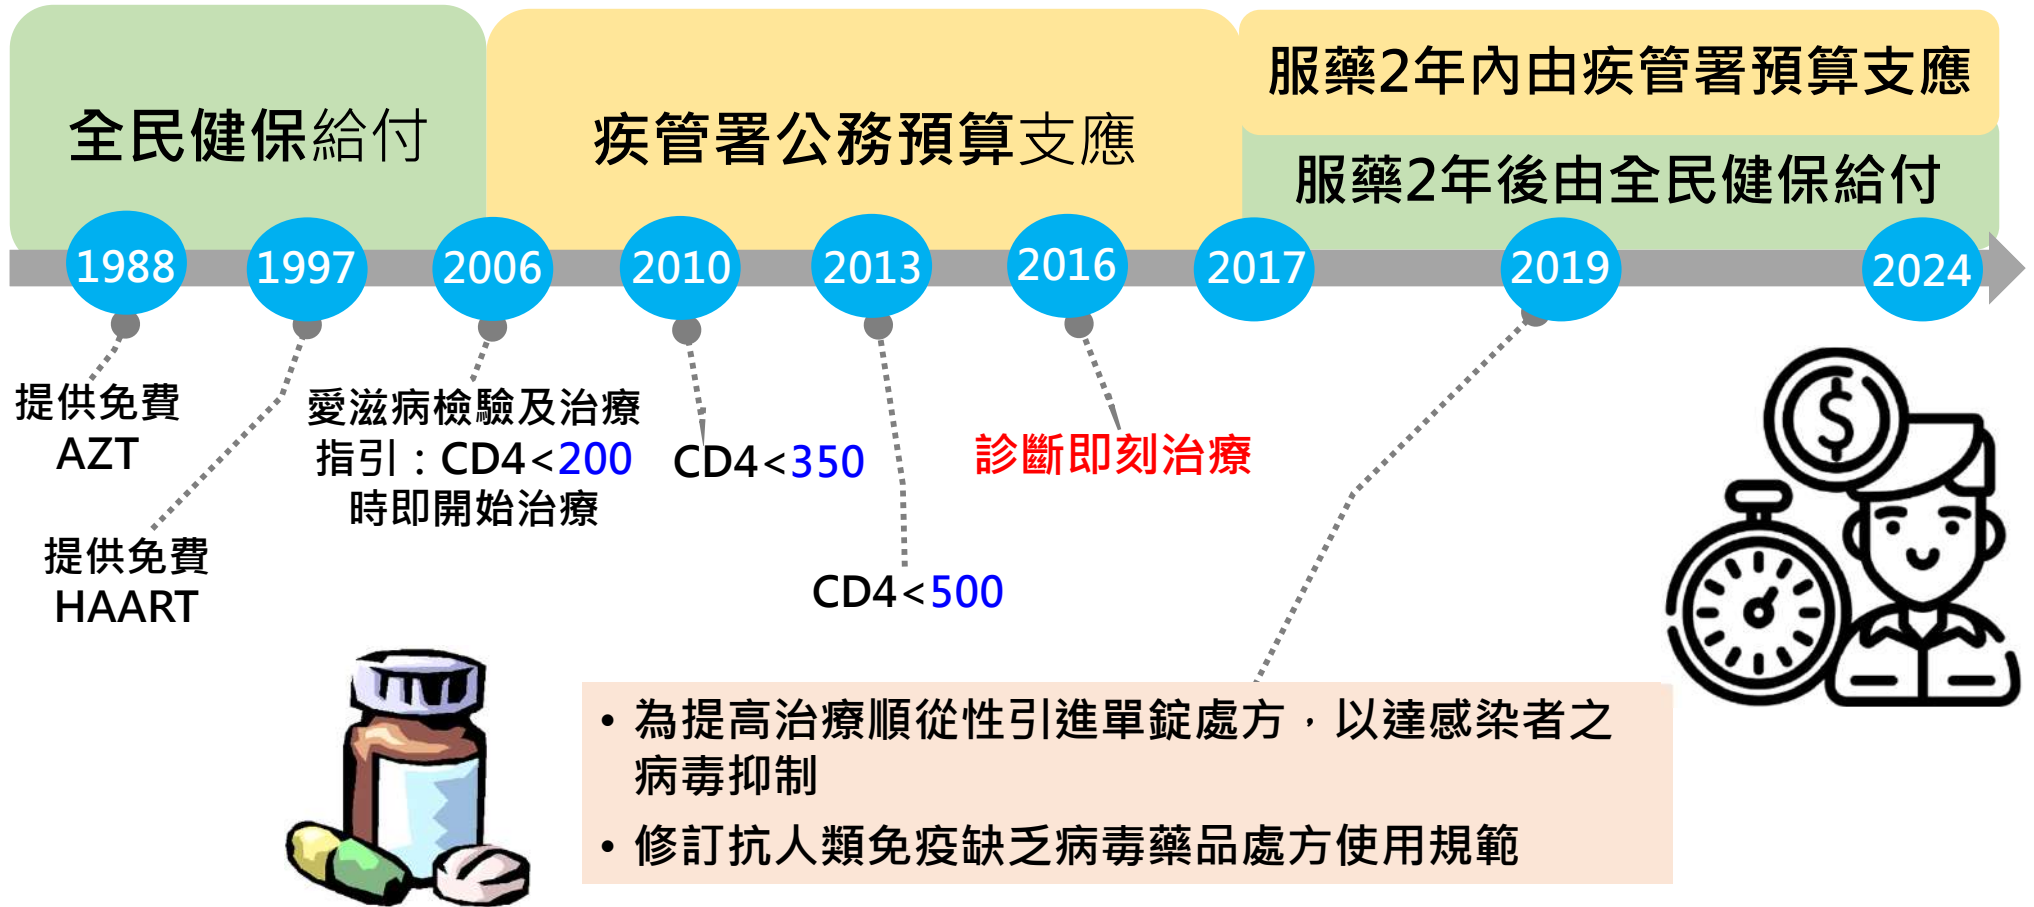 全民健保給付
疾管署公務預算支應
服藥2年內由疾管署預算支應
服藥2年後由全民健保給付
1988
1997
2006
2010
2013
2016
2017
2019
2024
提供免費
AZT
提供免費
HAART
愛滋病檢驗及治療
指引：CD4<200
時即開始治療
CD4<350
CD4<500
診斷即刻治療
• 為提高治療順從性引進單錠處方，以達感染者之
病毒抑制
• 修訂抗人類免疫缺乏病毒藥品處方使用規範
$